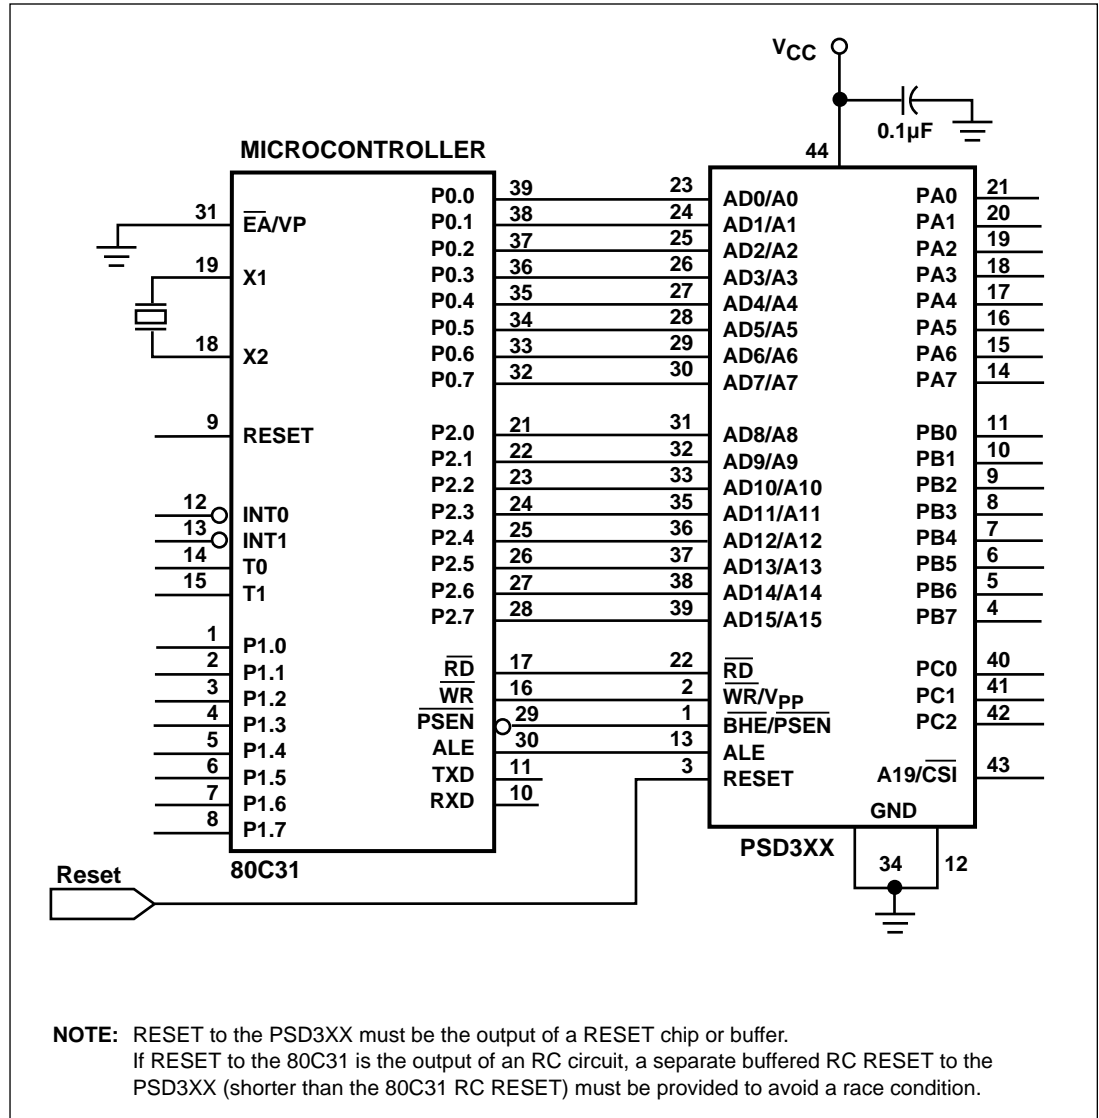 VCC
0.1µF
44
MICROCONTROLLER
31 EA/VP
19 X1
18 X2
9 RESET
12 INT0
13 INT1
14 T0
15 T1
1 P1.0
2 P1.1
3 P1.2
4 P1.3
5 P1.4
6 P1.5
7 P1.6
8 P1.7
P0.0 39
P0.1 38
P0.2 37
P0.3 36
P0.4 35
P0.5 34
P0.6 33
P0.7 32
P2.0 21
P2.1 22
P2.2 23
P2.3 24
P2.4 25
P2.5 26
P2.6 27
P2.7 28
RD 17
WR 16
PSEN 29
ALE 30
TXD 11
RXD 10
80C31
23 AD0/A0
24 AD1/A1
25 AD2/A2
26 AD3/A3
27 AD4/A4
28 AD5/A5
29 AD6/A6
30 AD7/A7
31 AD8/A8
32 AD9/A9
33 AD10/A10
35 AD11/A11
36 AD12/A12
37 AD13/A13
38 AD14/A14
39 AD15/A15
22 RD
2 WR/VPP
1 BHE/PSEN
13 ALE
3 RESET
PA0 21
PA1 20
PA2 19
PA3 18
PA4 17
PA5 16
PA6 15
PA7 14
PB0 11
PB1 10
PB2 9
PB3 8
PB4 7
PB5 6
PB6 5
PB7 4
PC0 40
PC1 41
PC2 42
A19/CSI 43
GND
PSD3XX
34 12
Reset
NOTE: RESET to the PSD3XX must be the output of a RESET chip or buffer.
If RESET to the 80C31 is the output of an RC circuit, a separate buffered RC RESET to the
PSD3XX (shorter than the 80C31 RC RESET) must be provided to avoid a race condition.